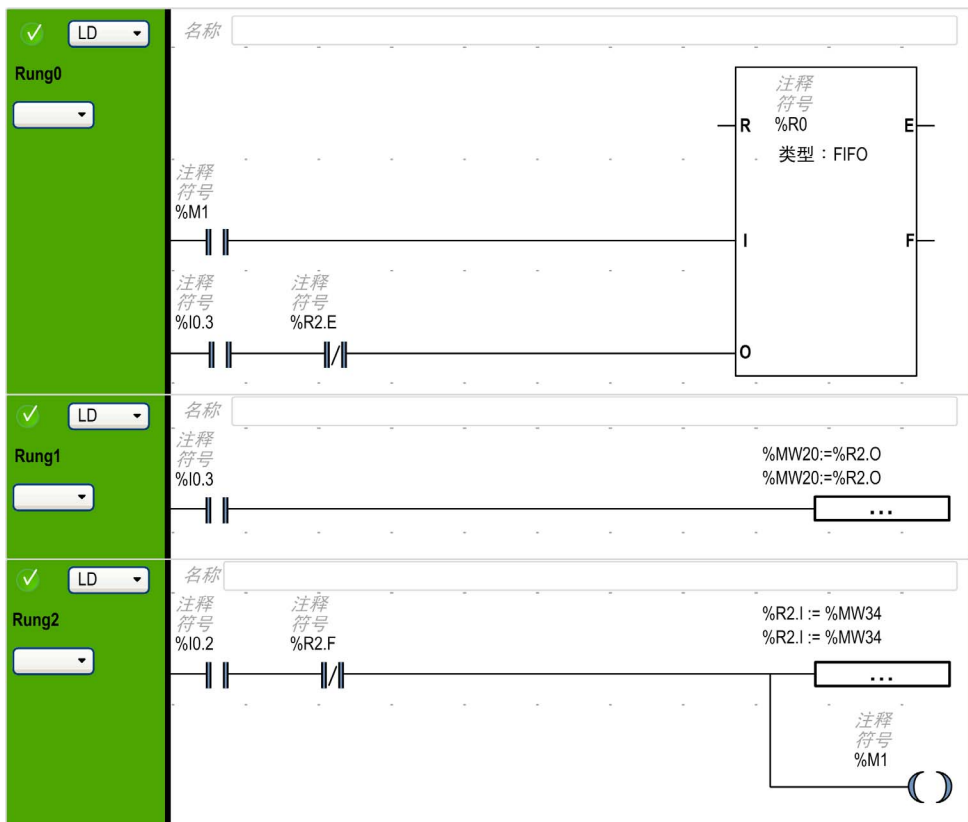 LD
名称
Rung0
注释
符号
%R0
R
E
类型：FIFO
注释
符号
%M1
I
F
注释
注释
符号
符号
%I0.3
%R2.E
O
LD
名称
注释
Rung1
符号
%MW20:=%R2.O
%I0.3
%MW20:=%R2.O
...
LD
名称
注释
注释
Rung2
符号
符号
%R2.I := %MW34
%I0.2
%R2.F
%R2.I := %MW34
...
注释
符号
%M1